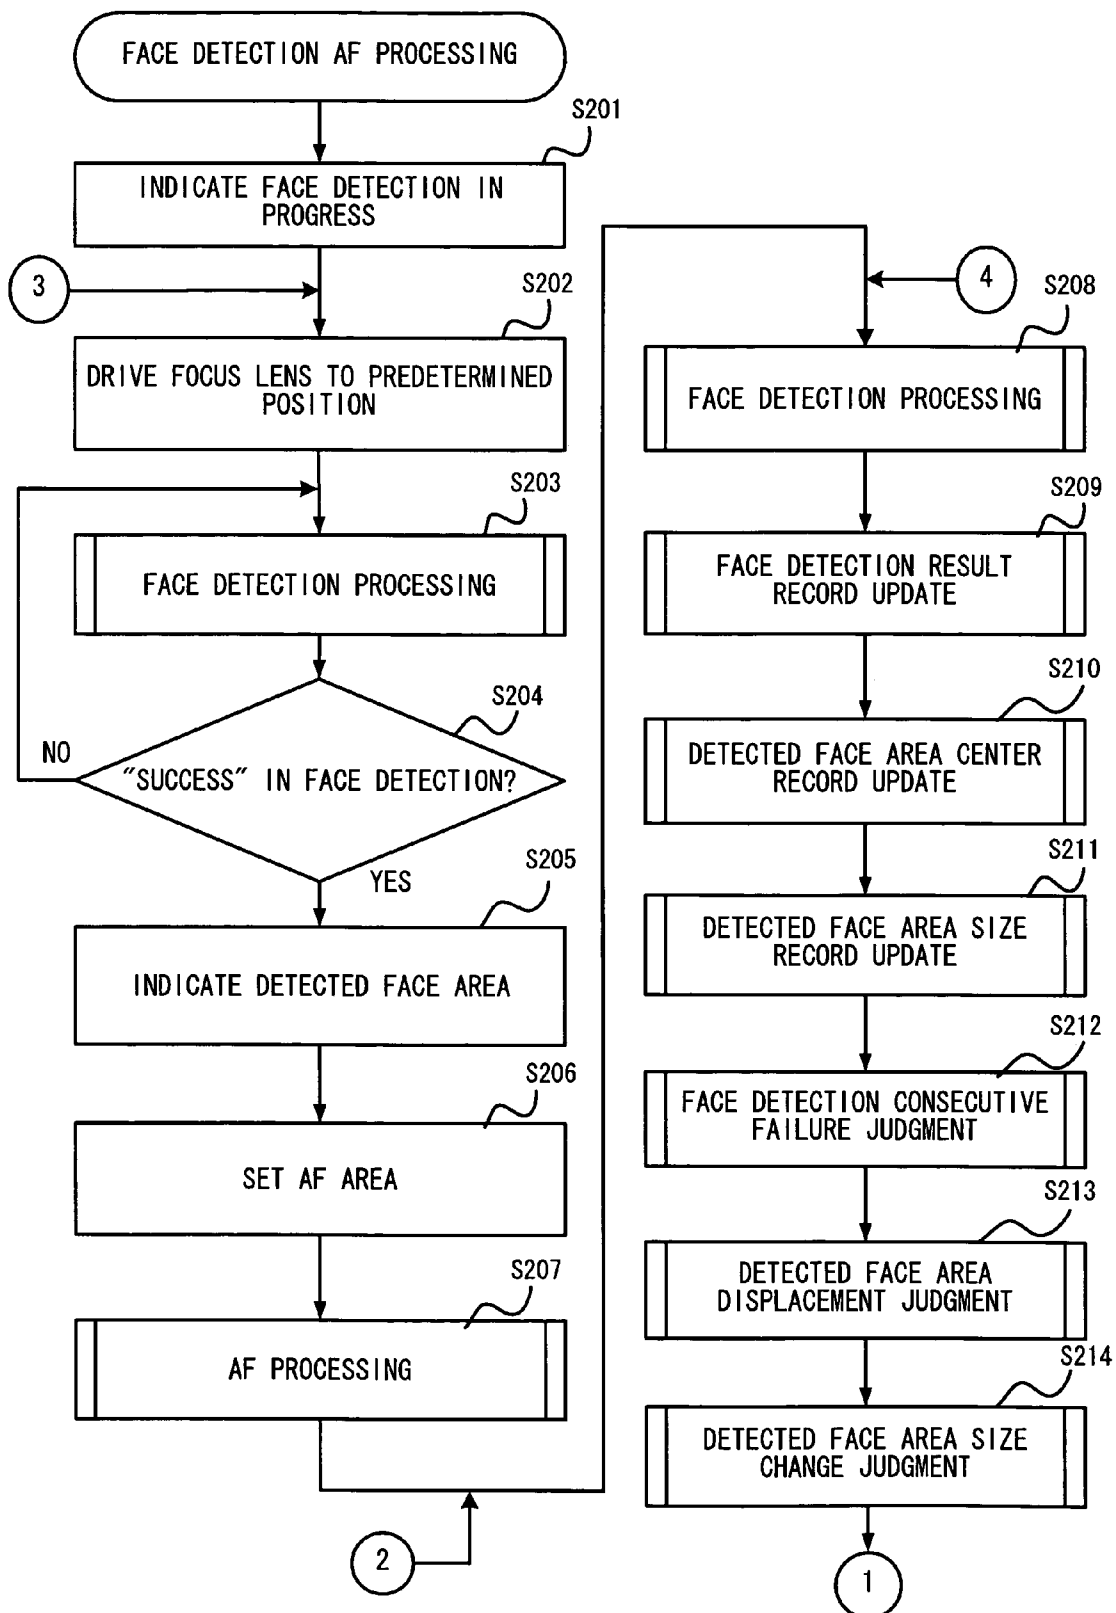 FACE DETECTION AF PROCESSING
S201
INDICATE FACE DETECTION IN
PROGRESS
3
S202
DRIVE FOCUS LENS TO PREDETERMINED
POSITION
S203
FACE DETECTION PROCESSING
S204
NO
"SUCCESS" IN FACE DETECTION?
YES
S205
INDICATE DETECTED FACE AREA
S206
SET AF AREA
S207
AF PROCESSING
2
4
S208
FACE DETECTION PROCESSING
S209
FACE DETECTION RESULT
RECORD UPDATE
S210
DETECTED FACE AREA CENTER
RECORD UPDATE
S211
DETECTED FACE AREA SIZE
RECORD UPDATE
S212
FACE DETECTION CONSECUTIVE
FAILURE JUDGMENT
S213
DETECTED FACE AREA
DISPLACEMENT JUDGMENT
S214
DETECTED FACE AREA SIZE
CHANGE JUDGMENT
1